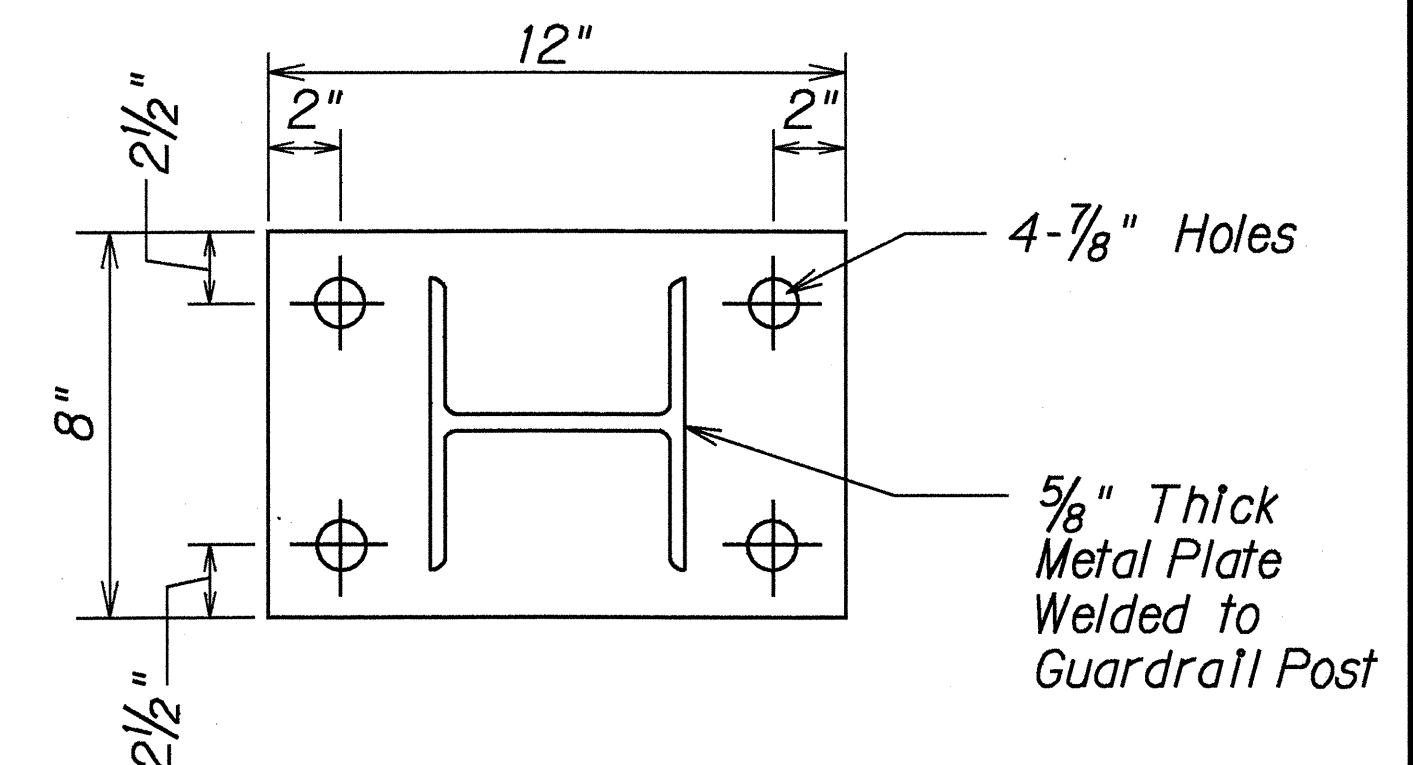 12"
2"
2"
2½"
4-⅞" Holes
8"
⅝" Thick
Metal Plate
Welded to
Guardrail Post
2½"